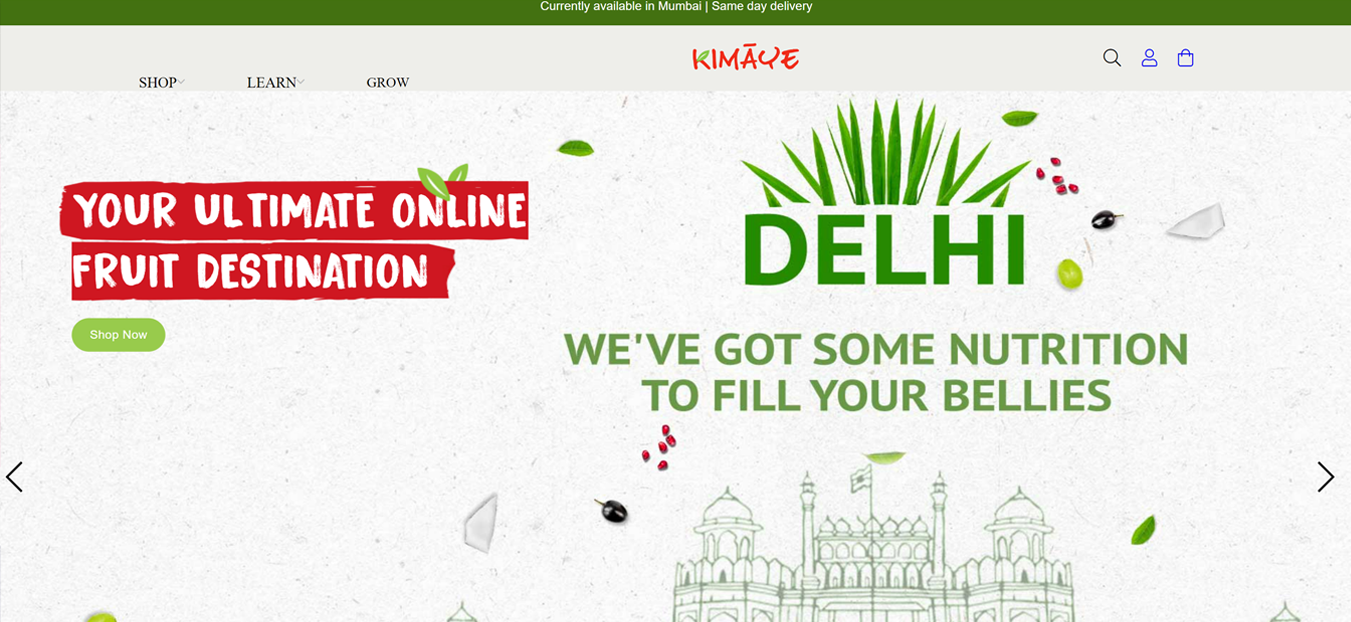 Currently available in Mumbai | Same day delivery
KIMĀYE
SHOP
LEARN
GROW
YOUR ULTIMATE ONLINE
FRUIT DESTINATION
Shop Now
DELHI
WE'VE GOT SOME NUTRITION
TO FILL YOUR BELLIES